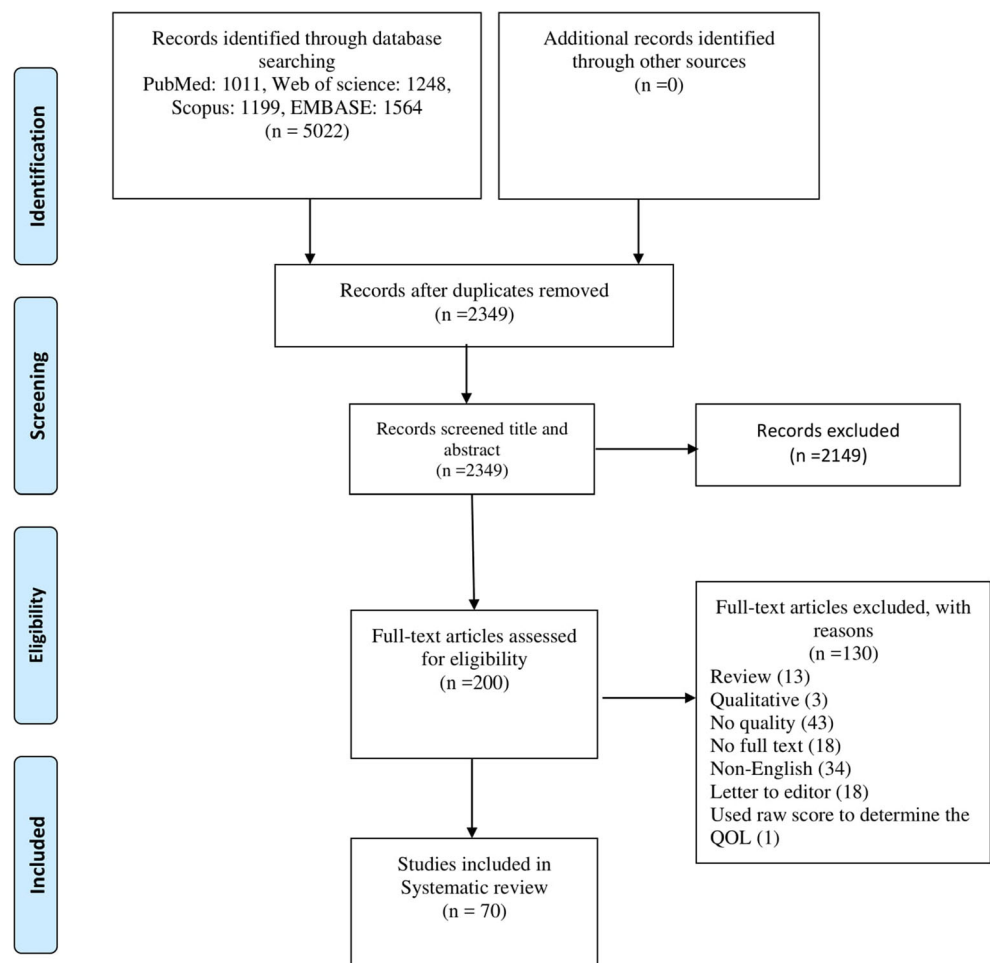 Identification
Records identified through database
searching
PubMed: 1011, Web of science: 1248,
Scopus: 1199, EMBASE: 1564
(n = 5022)
Additional records identified
through other sources
(n =0)
Records after duplicates removed
(n =2349)
Screening
Records screened title and
abstract
(n =2349)
Records excluded
(n =2149)
Eligibility
Full-text articles assessed
for eligibility
(n =200)
Full-text articles excluded, with
reasons
(n =130)
Review (13)
Qualitative (3)
No quality (43)
No full text (18)
Non-English (34)
Letter to editor (18)
Used raw score to determine the
QOL (1)
Included
Studies included in
Systematic review
(n = 70)